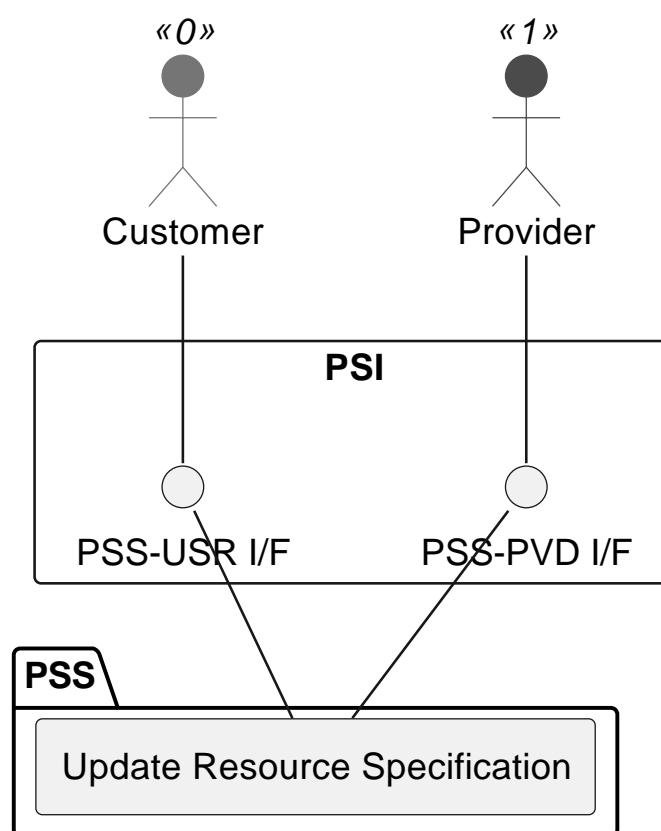 «0»
«1»
Customer
Provider
PSI
PSS-USR I/F
PSS-PVD I/F
PSS
Update Resource Specification